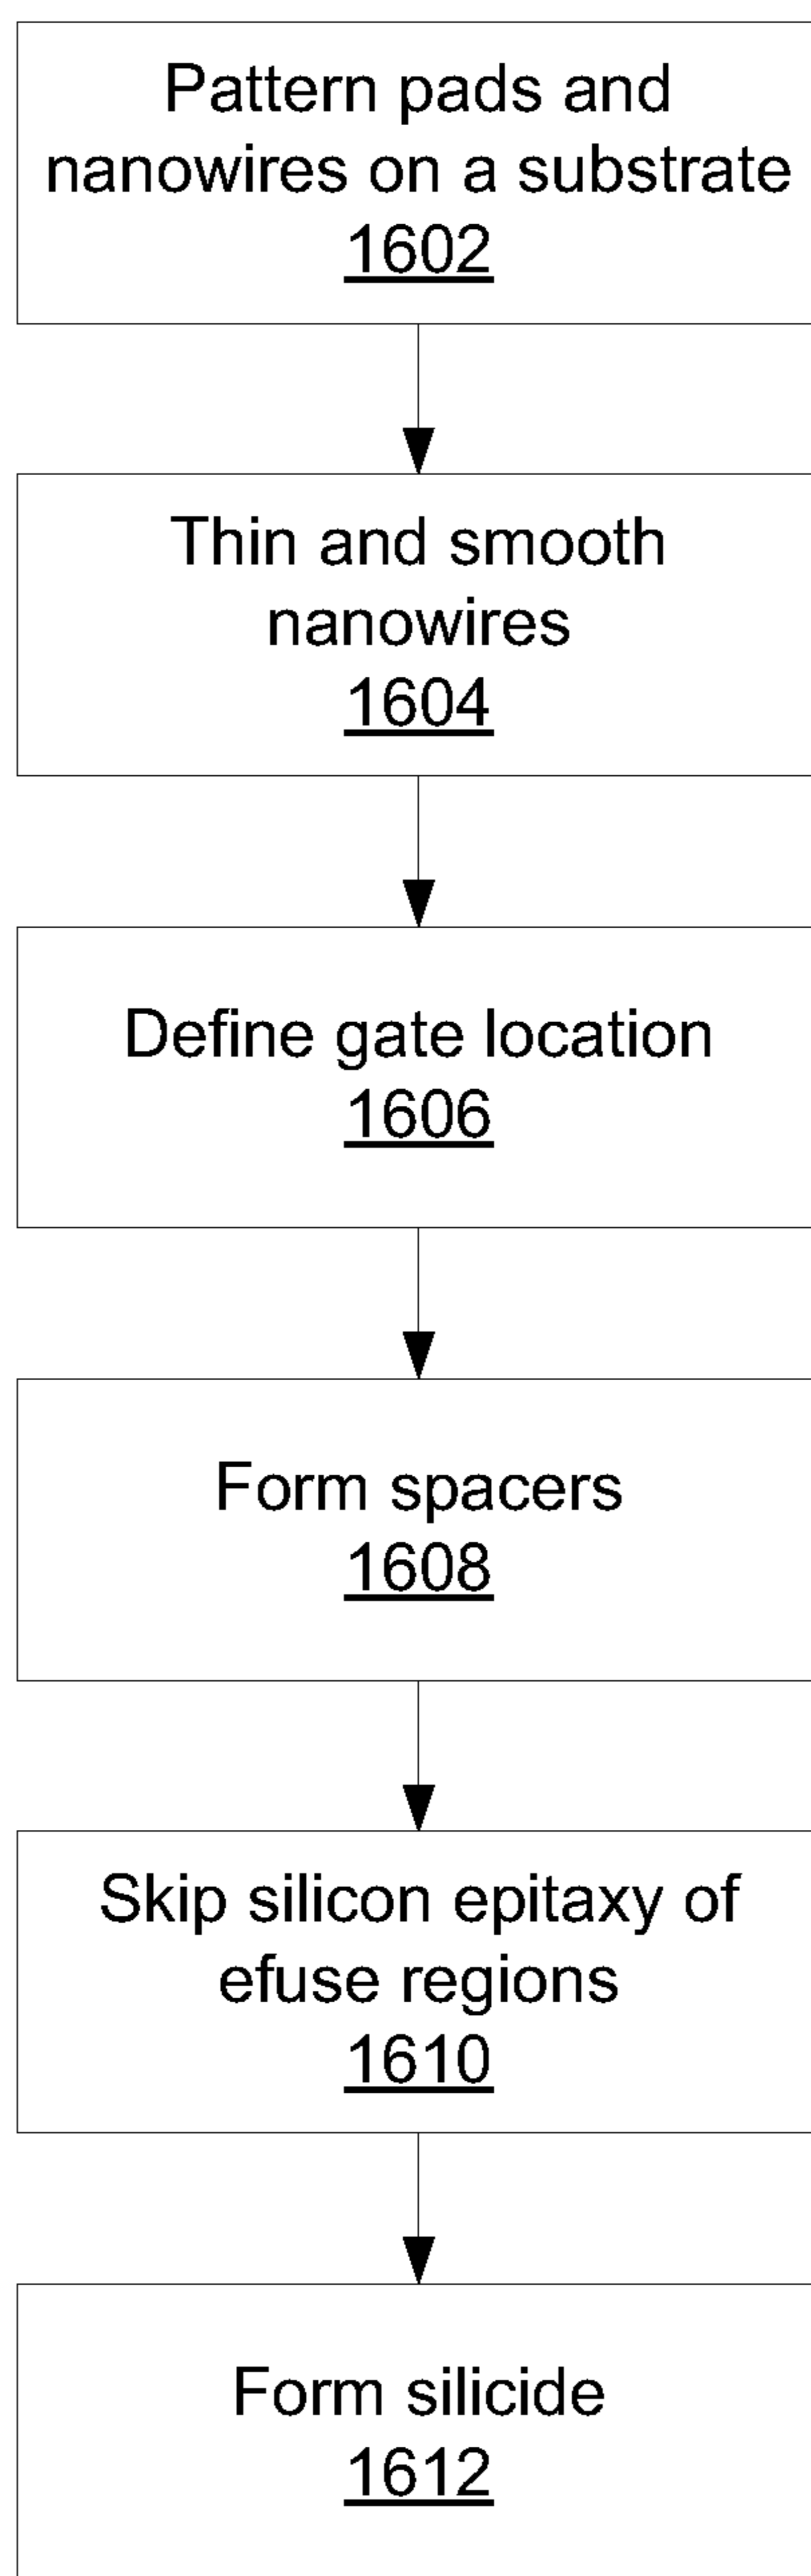 Pattern pads and
nanowires on a substrate
1602
Thin and smooth
nanowires
1604
Define gate location
1606
Form spacers
1608
Skip silicon epitaxy of
efuse regions
1610
Form silicide
1612